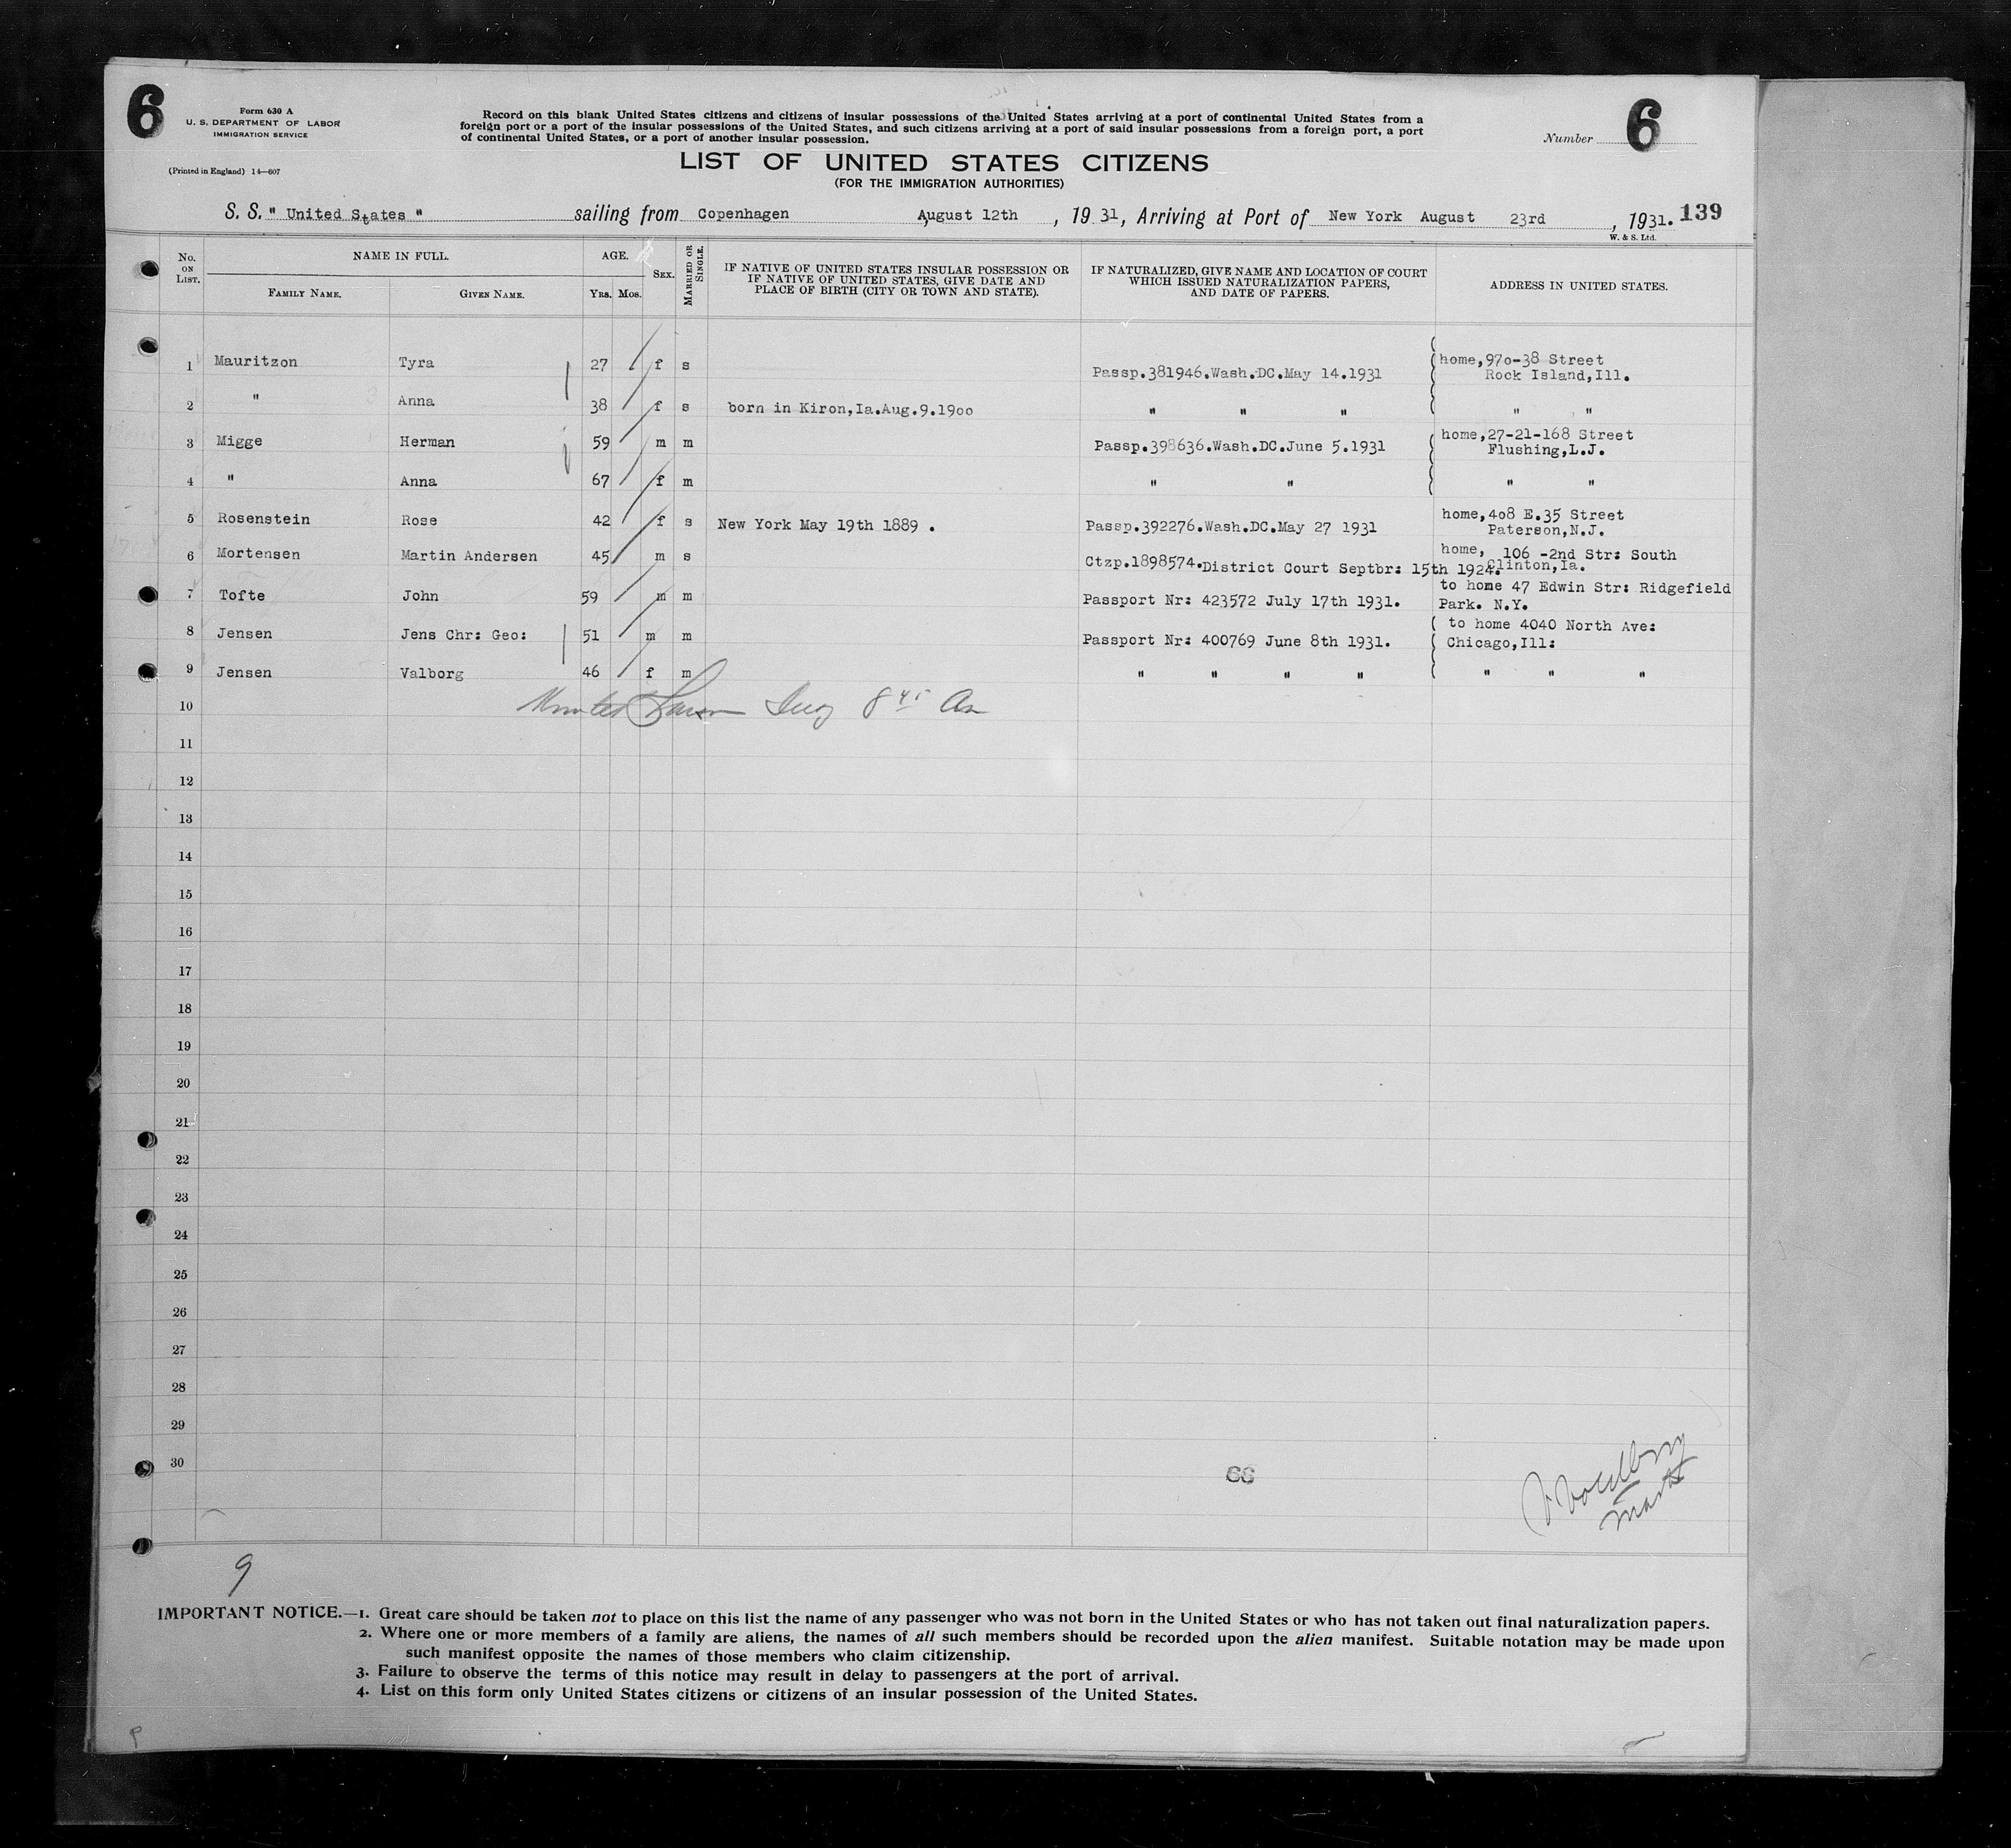 6
Form 630 A
U. S. DEPARTMENT OF LABOR
IMMIGRATION SERVICE
(Printed in England) 14—607
Record on this blank United States citizens and citizens of insular possessions of the United States arriving at a port of continental United States from a
foreign port or a port of the insular possessions of the United States, and such citizens arriving at a port of said insular possessions from a foreign port, a port
of continental United States, or a port of another insular possession.
Number 6
LIST OF UNITED STATES CITIZENS
(FOR THE IMMIGRATION AUTHORITIES)
S. S. " United States " sailing from Copenhagen August 12th , 19 31, Arriving at Port of New York August 23rd , 1931. 139
W. & S. Ltd.
No. ON LIST. NAME IN FULL. AGE. SEX. MARRIED OR SINGLE. IF NATIVE OF UNITED STATES INSULAR POSSESSION OR IF NATIVE OF UNITED STATES, GIVE DATE AND PLACE OF BIRTH (CITY OR TOWN AND STATE). IF NATURALIZED, GIVE NAME AND LOCATION OF COURT WHICH ISSUED NATURALIZATION PAPERS, AND DATE OF PAPERS. ADDRESS IN UNITED STATES.
FAMILY NAME. GIVEN NAME. YRS. MOS.
1 Mauritzon Tyra 27 f s Passp.381946.Wash.DC.May 14.1931 home,970-38 Street
Rock Island,Ill.
2 " Anna 38 f s born in Kiron,Ia.Aug.9.1900 " " " " "
3 Migge Herman 59 m m Passp.398636.Wash.DC.June 5.1931 home,27-21-168 Street
Flushing,L.J.
4 " Anna 67 f m " " " "
5 Rosenstein Rose 42 f s New York May 19th 1889 . Passp.392276.Wash.DC.May 27 1931 home,408 E.35 Street
Paterson,N.J.
6 Mortensen Martin Andersen 45 m s Ctzp.1898574.District Court Septbr: 15th 1924. home, 106 -2nd Str: South
Clinton,Ia.
7 Tofte John 59 m m Passport Nr: 423572 July 17th 1931. to home 47 Edwin Str: Ridgefield
Park. N.Y.
8 Jensen Jens Chr: Geo: 51 m m Passport Nr: 400769 June 8th 1931. to home 4040 North Ave:
Chicago,Ill:
9 Jensen Valborg 46 f m " " " " " " "
10 8 45 Am
11
12
13
14
15
16
17
18
19
20
21
22
23
24
25
26
27
28
29
30
66
9
IMPORTANT NOTICE.—1. Great care should be taken not to place on this list the name of any passenger who was not born in the United States or who has not taken out final naturalization papers.
2. Where one or more members of a family are aliens, the names of all such members should be recorded upon the alien manifest. Suitable notation may be made upon
such manifest opposite the names of those members who claim citizenship.
3. Failure to observe the terms of this notice may result in delay to passengers at the port of arrival.
4. List on this form only United States citizens or citizens of an insular possession of the United States.